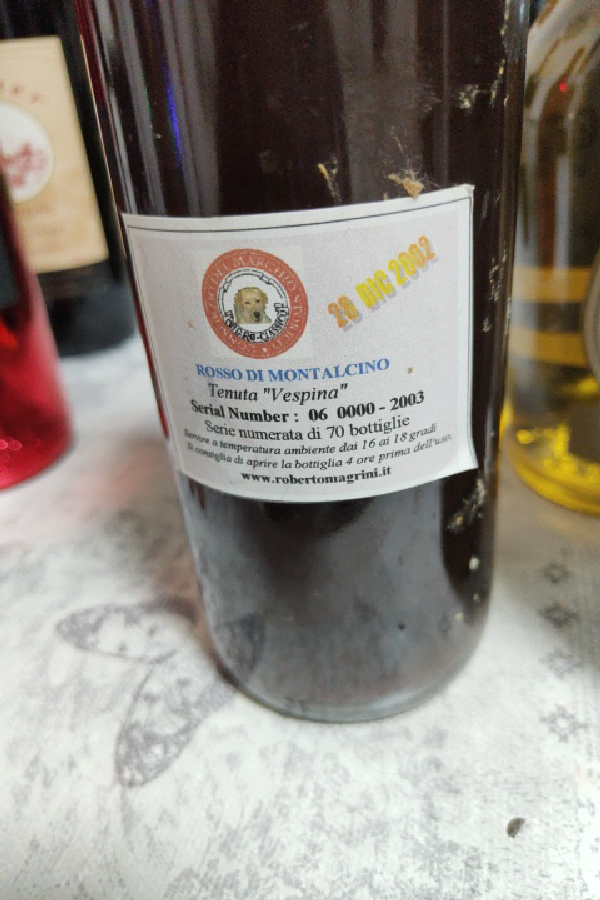 28 DIC 2002
ROSSO DI MONTALCINO
Tenuta "Vespina"
Serial Number : 06 0000 - 2003
Serie numerata di 70 bottiglie
Servire a temperatura ambiente dai 16 ai 18 gradi
Si consiglia di aprire la bottiglia 4 ore prima dell'uso.
www.robertomagrini.it